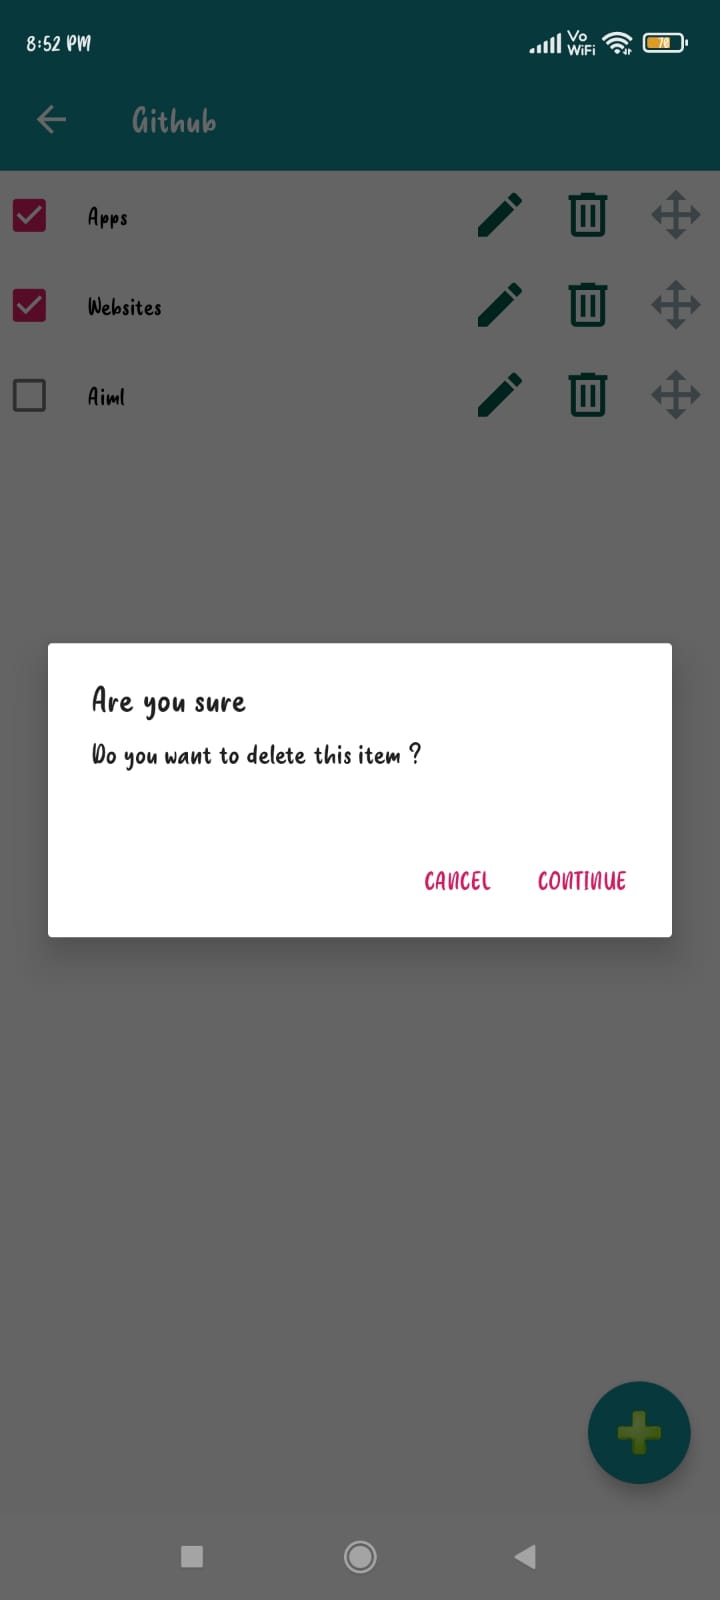 8:52 PM
Vo
WiFi
70
Github
Apps
Websites
Aiml
Are you sure
Do you want to delete this item ?
CANCEL CONTINUE